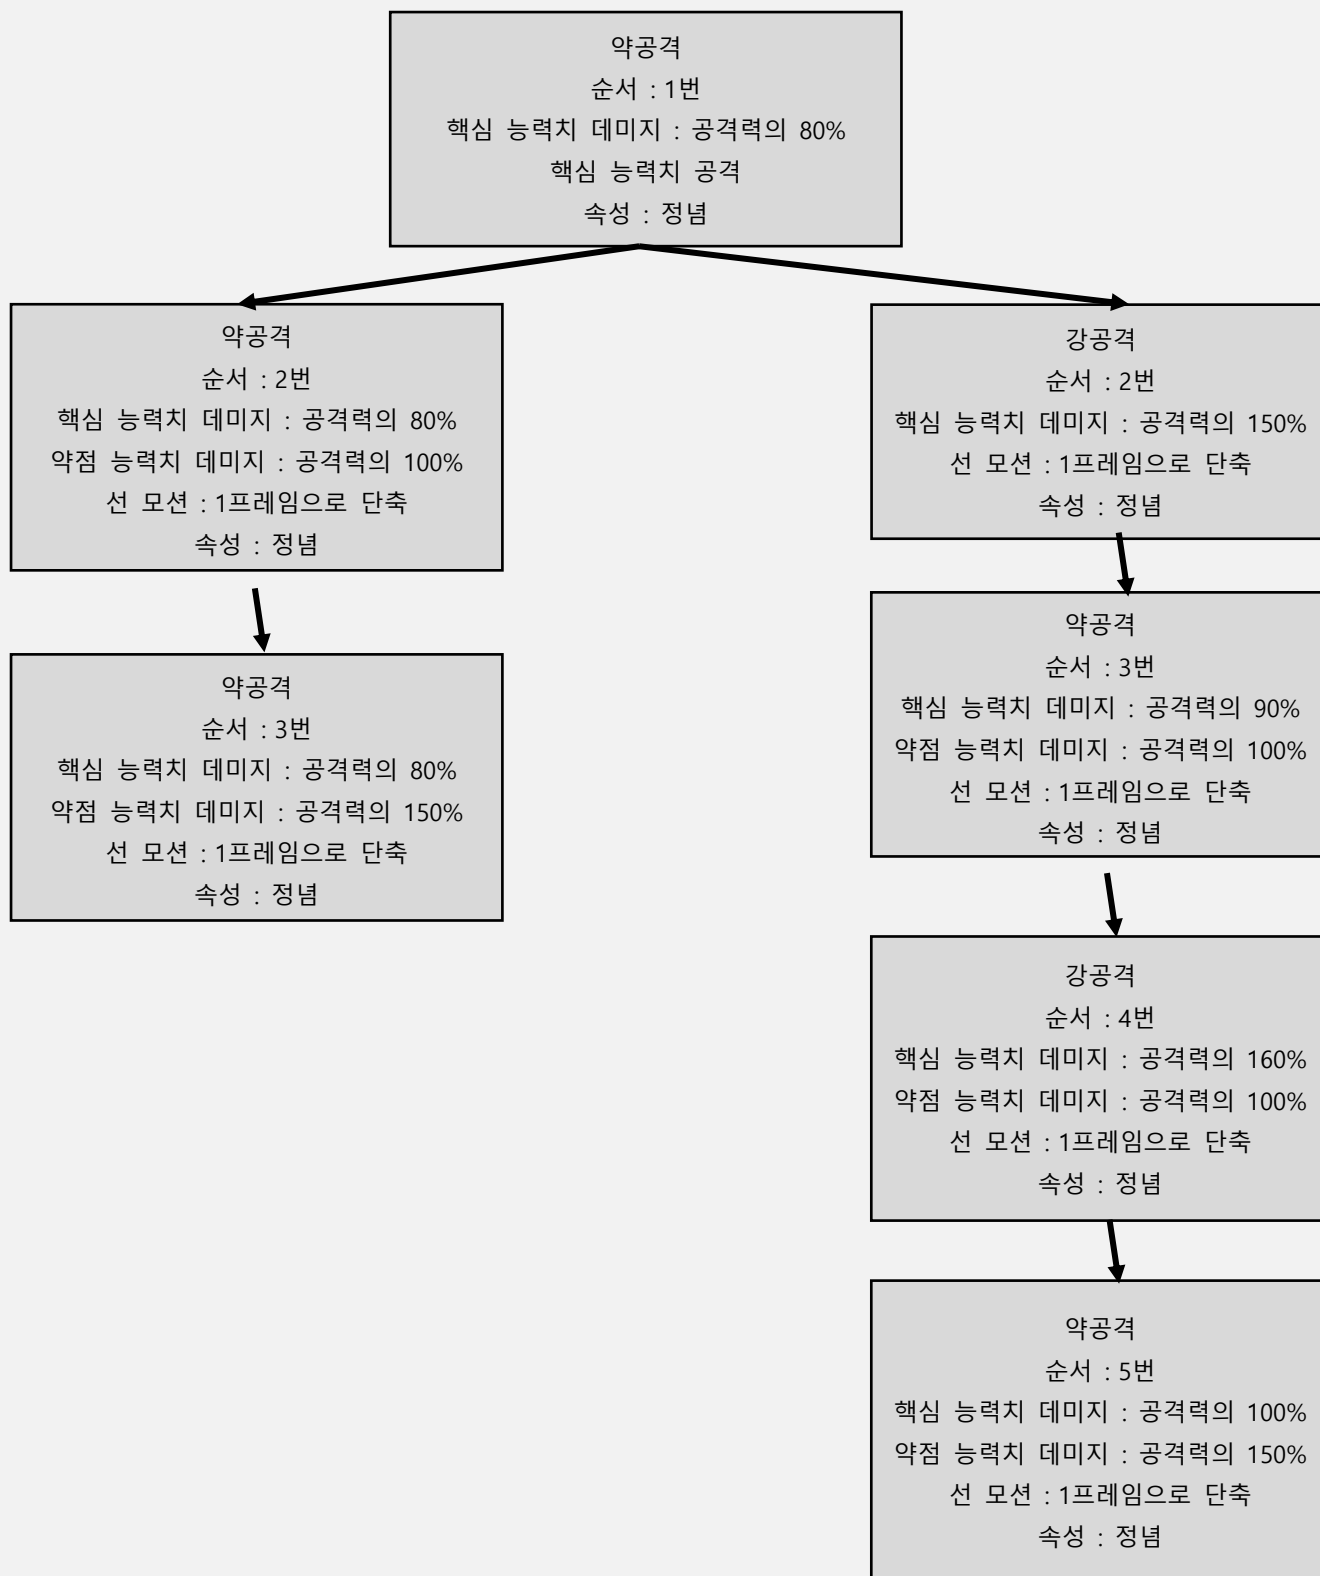 약공격
순서 : 1번
핵심 능력치 데미지 : 공격력의 80%
핵심 능력치 공격
속성 : 정념
약공격
순서 : 2번
핵심 능력치 데미지 : 공격력의 80%
약점 능력치 데미지 : 공격력의 100%
선 모션 : 1프레임으로 단축
속성 : 정념
약공격
순서 : 3번
핵심 능력치 데미지 : 공격력의 80%
약점 능력치 데미지 : 공격력의 150%
선 모션 : 1프레임으로 단축
속성 : 정념
강공격
순서 : 2번
핵심 능력치 데미지 : 공격력의 150%
선 모션 : 1프레임으로 단축
속성 : 정념
약공격
순서 : 3번
핵심 능력치 데미지 : 공격력의 90%
약점 능력치 데미지 : 공격력의 100%
선 모션 : 1프레임으로 단축
속성 : 정념
강공격
순서 : 4번
핵심 능력치 데미지 : 공격력의 160%
약점 능력치 데미지 : 공격력의 100%
선 모션 : 1프레임으로 단축
속성 : 정념
약공격
순서 : 5번
핵심 능력치 데미지 : 공격력의 100%
약점 능력치 데미지 : 공격력의 150%
선 모션 : 1프레임으로 단축
속성 : 정념